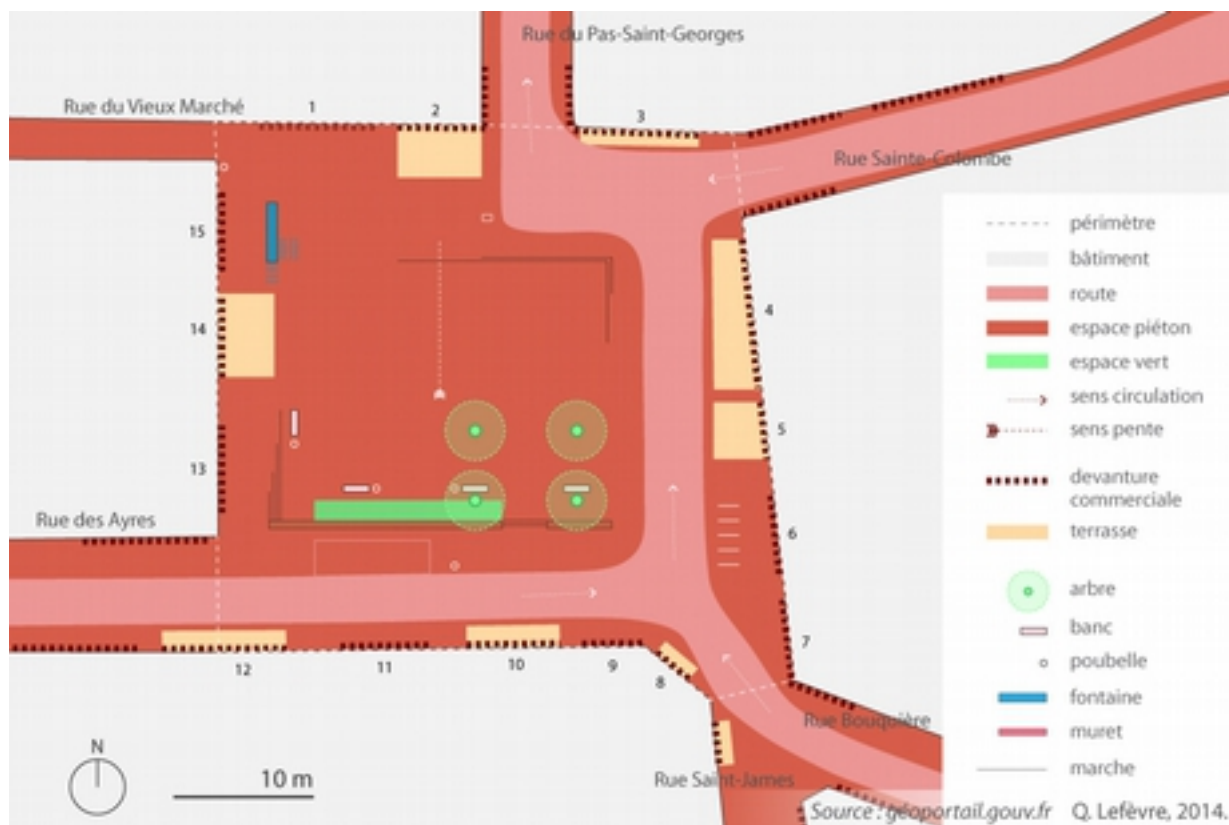 Rue du Pas-Saint-Georges
Rue du Vieux Marché
1
2
3
Rue Sainte-Colombe
15
4
14
5
13
Rue des Ayres
6
7
12
11
10
9
8
Rue Bouquière
Rue Saint-James
N
10 m
périmètre
bâtiment
route
espace piéton
espace vert
sens circulation
sens pente
devanture
commerciale
terrasse
arbre
banc
poubelle
fontaine
muret
marche
Source : géoportail.gouv.fr Q. Lefèvre, 2014.